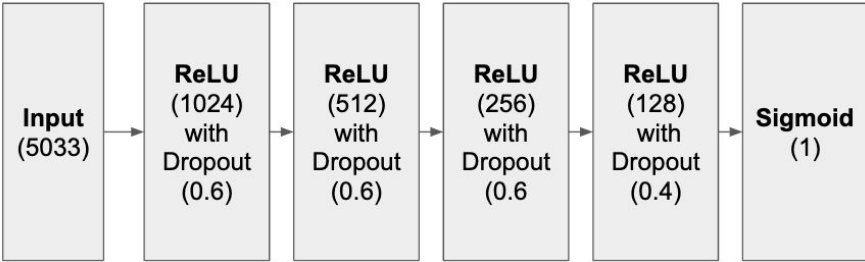 Input
(5033)
ReLU
(1024)
with
Dropout
(0.6)
ReLU
(512)
with
Dropout
(0.6)
ReLU
(256)
with
Dropout
(0.6
ReLU
(128)
with
Dropout
(0.4)
Sigmoid
(1)